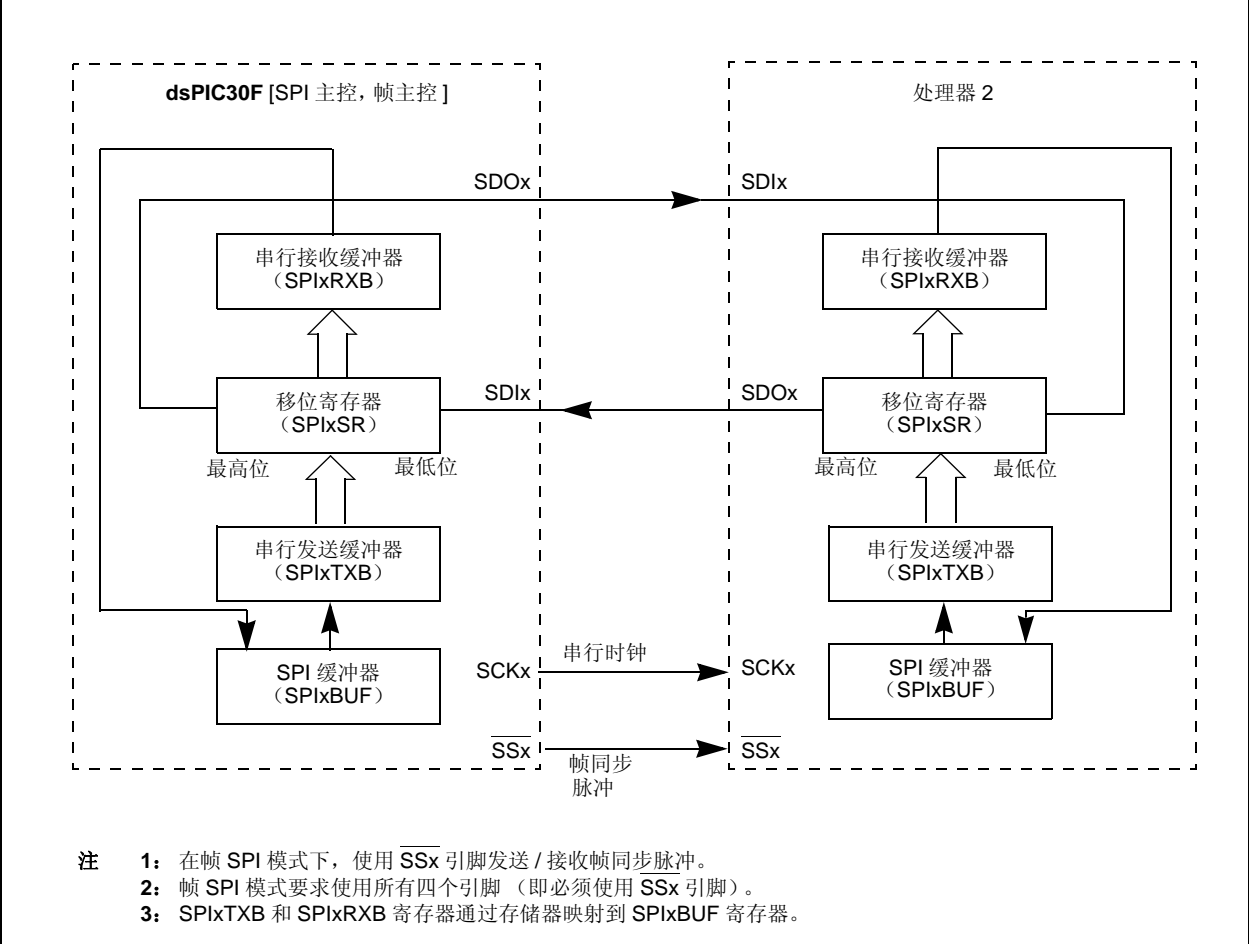 dsPIC30F [SPI 主控，帧主控 ]
处理器 2
SDOx
SDIx
串行接收缓冲器
（SPIxRXB）
串行接收缓冲器
（SPIxRXB）
SDIx
SDOx
移位寄存器
（SPIxSR）
移位寄存器
（SPIxSR）
最高位
最低位
最高位
最低位
串行发送缓冲器
（SPIxTXB）
串行发送缓冲器
（SPIxTXB）
串行时钟
SPI 缓冲器
（SPIxBUF）
SCKx
SCKx
SPI 缓冲器
（SPIxBUF）
SSx
SSx
帧同步
脉冲
注 1： 在帧 SPI 模式下，使用 SSx 引脚发送 / 接收帧同步脉冲。
2： 帧 SPI 模式要求使用所有四个引脚 （即必须使用 SSx 引脚）。
3： SPIxTXB 和 SPIxRXB 寄存器通过存储器映射到 SPIxBUF 寄存器。